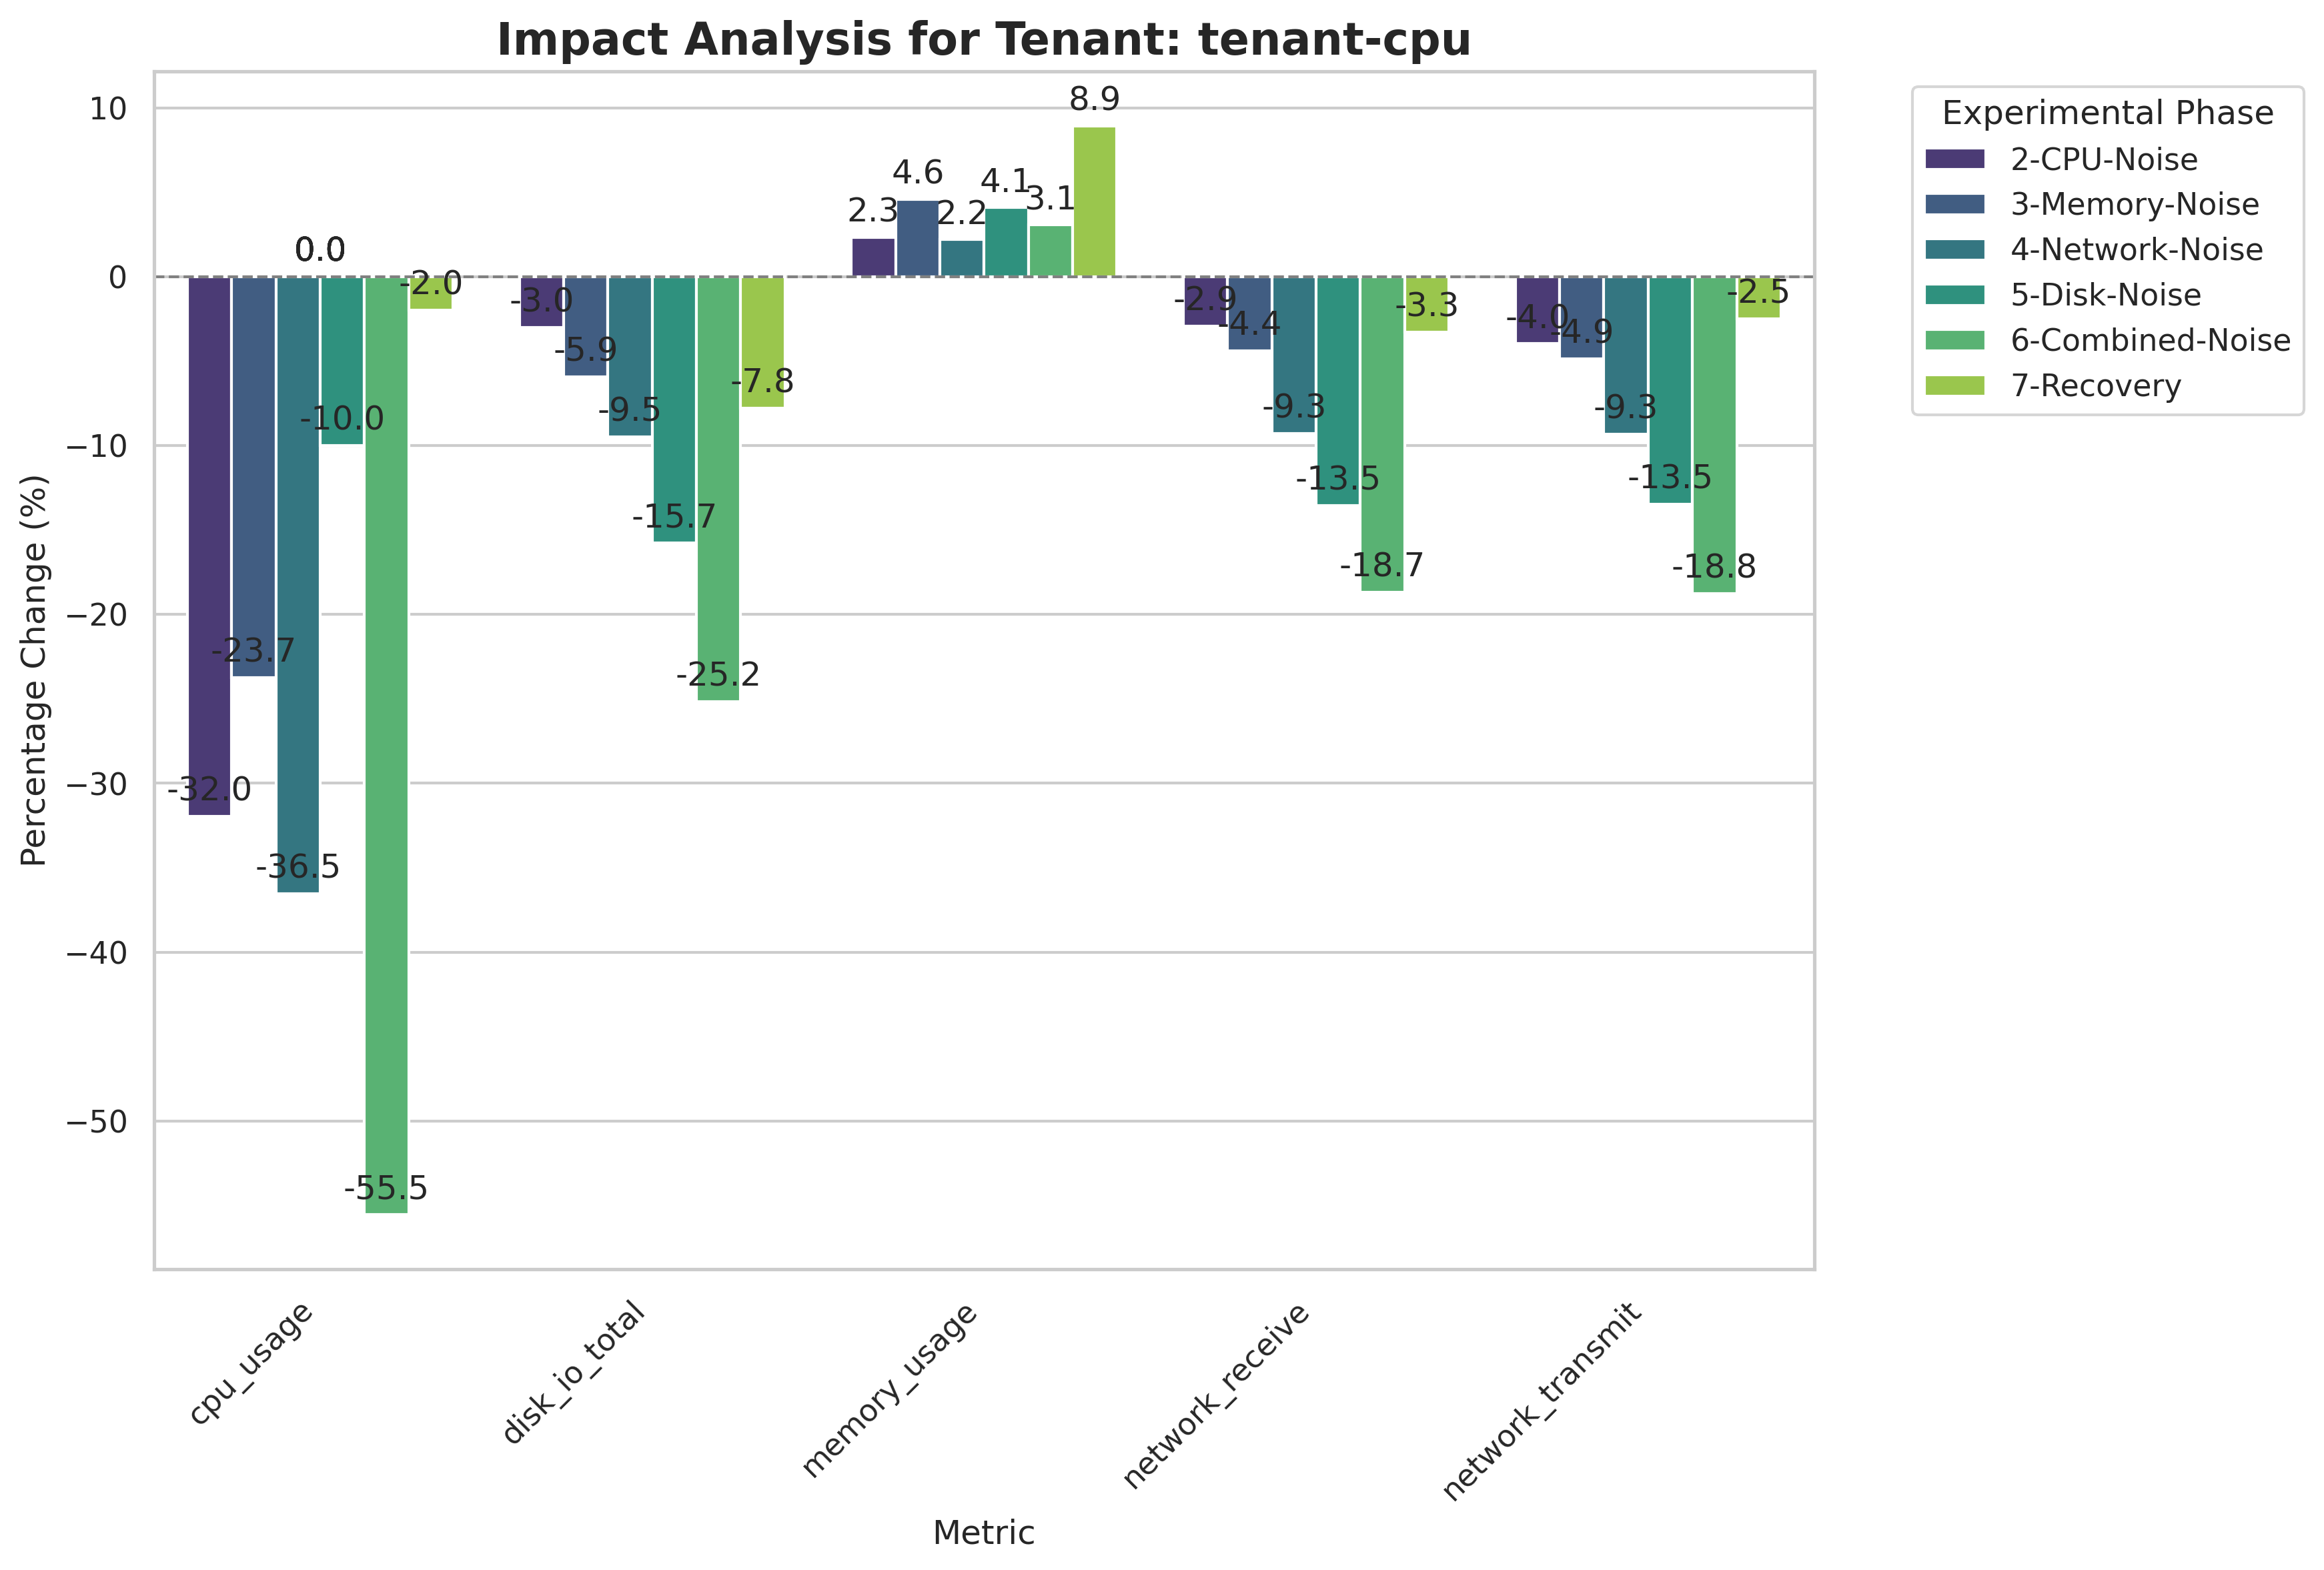 Impact Analysis for Tenant: tenant-cpu
Percentage Change (%)
10
0
−10
−20
−30
−40
−50
-32.0
-23.7
-36.5
0.0
-10.0
-55.5
-2.0
-3.0
-5.9
-9.5
-15.7
-25.2
-7.8
2.3
4.6
2.2
4.1
3.1
8.9
-2.9
-4.4
-9.3
-13.5
-18.7
-3.3
-4.0
-4.9
-9.3
-13.5
-18.8
-2.5
cpu_usage
disk_io_total
memory_usage
network_receive
network_transmit
Metric
Experimental Phase
2-CPU-Noise
3-Memory-Noise
4-Network-Noise
5-Disk-Noise
6-Combined-Noise
7-Recovery